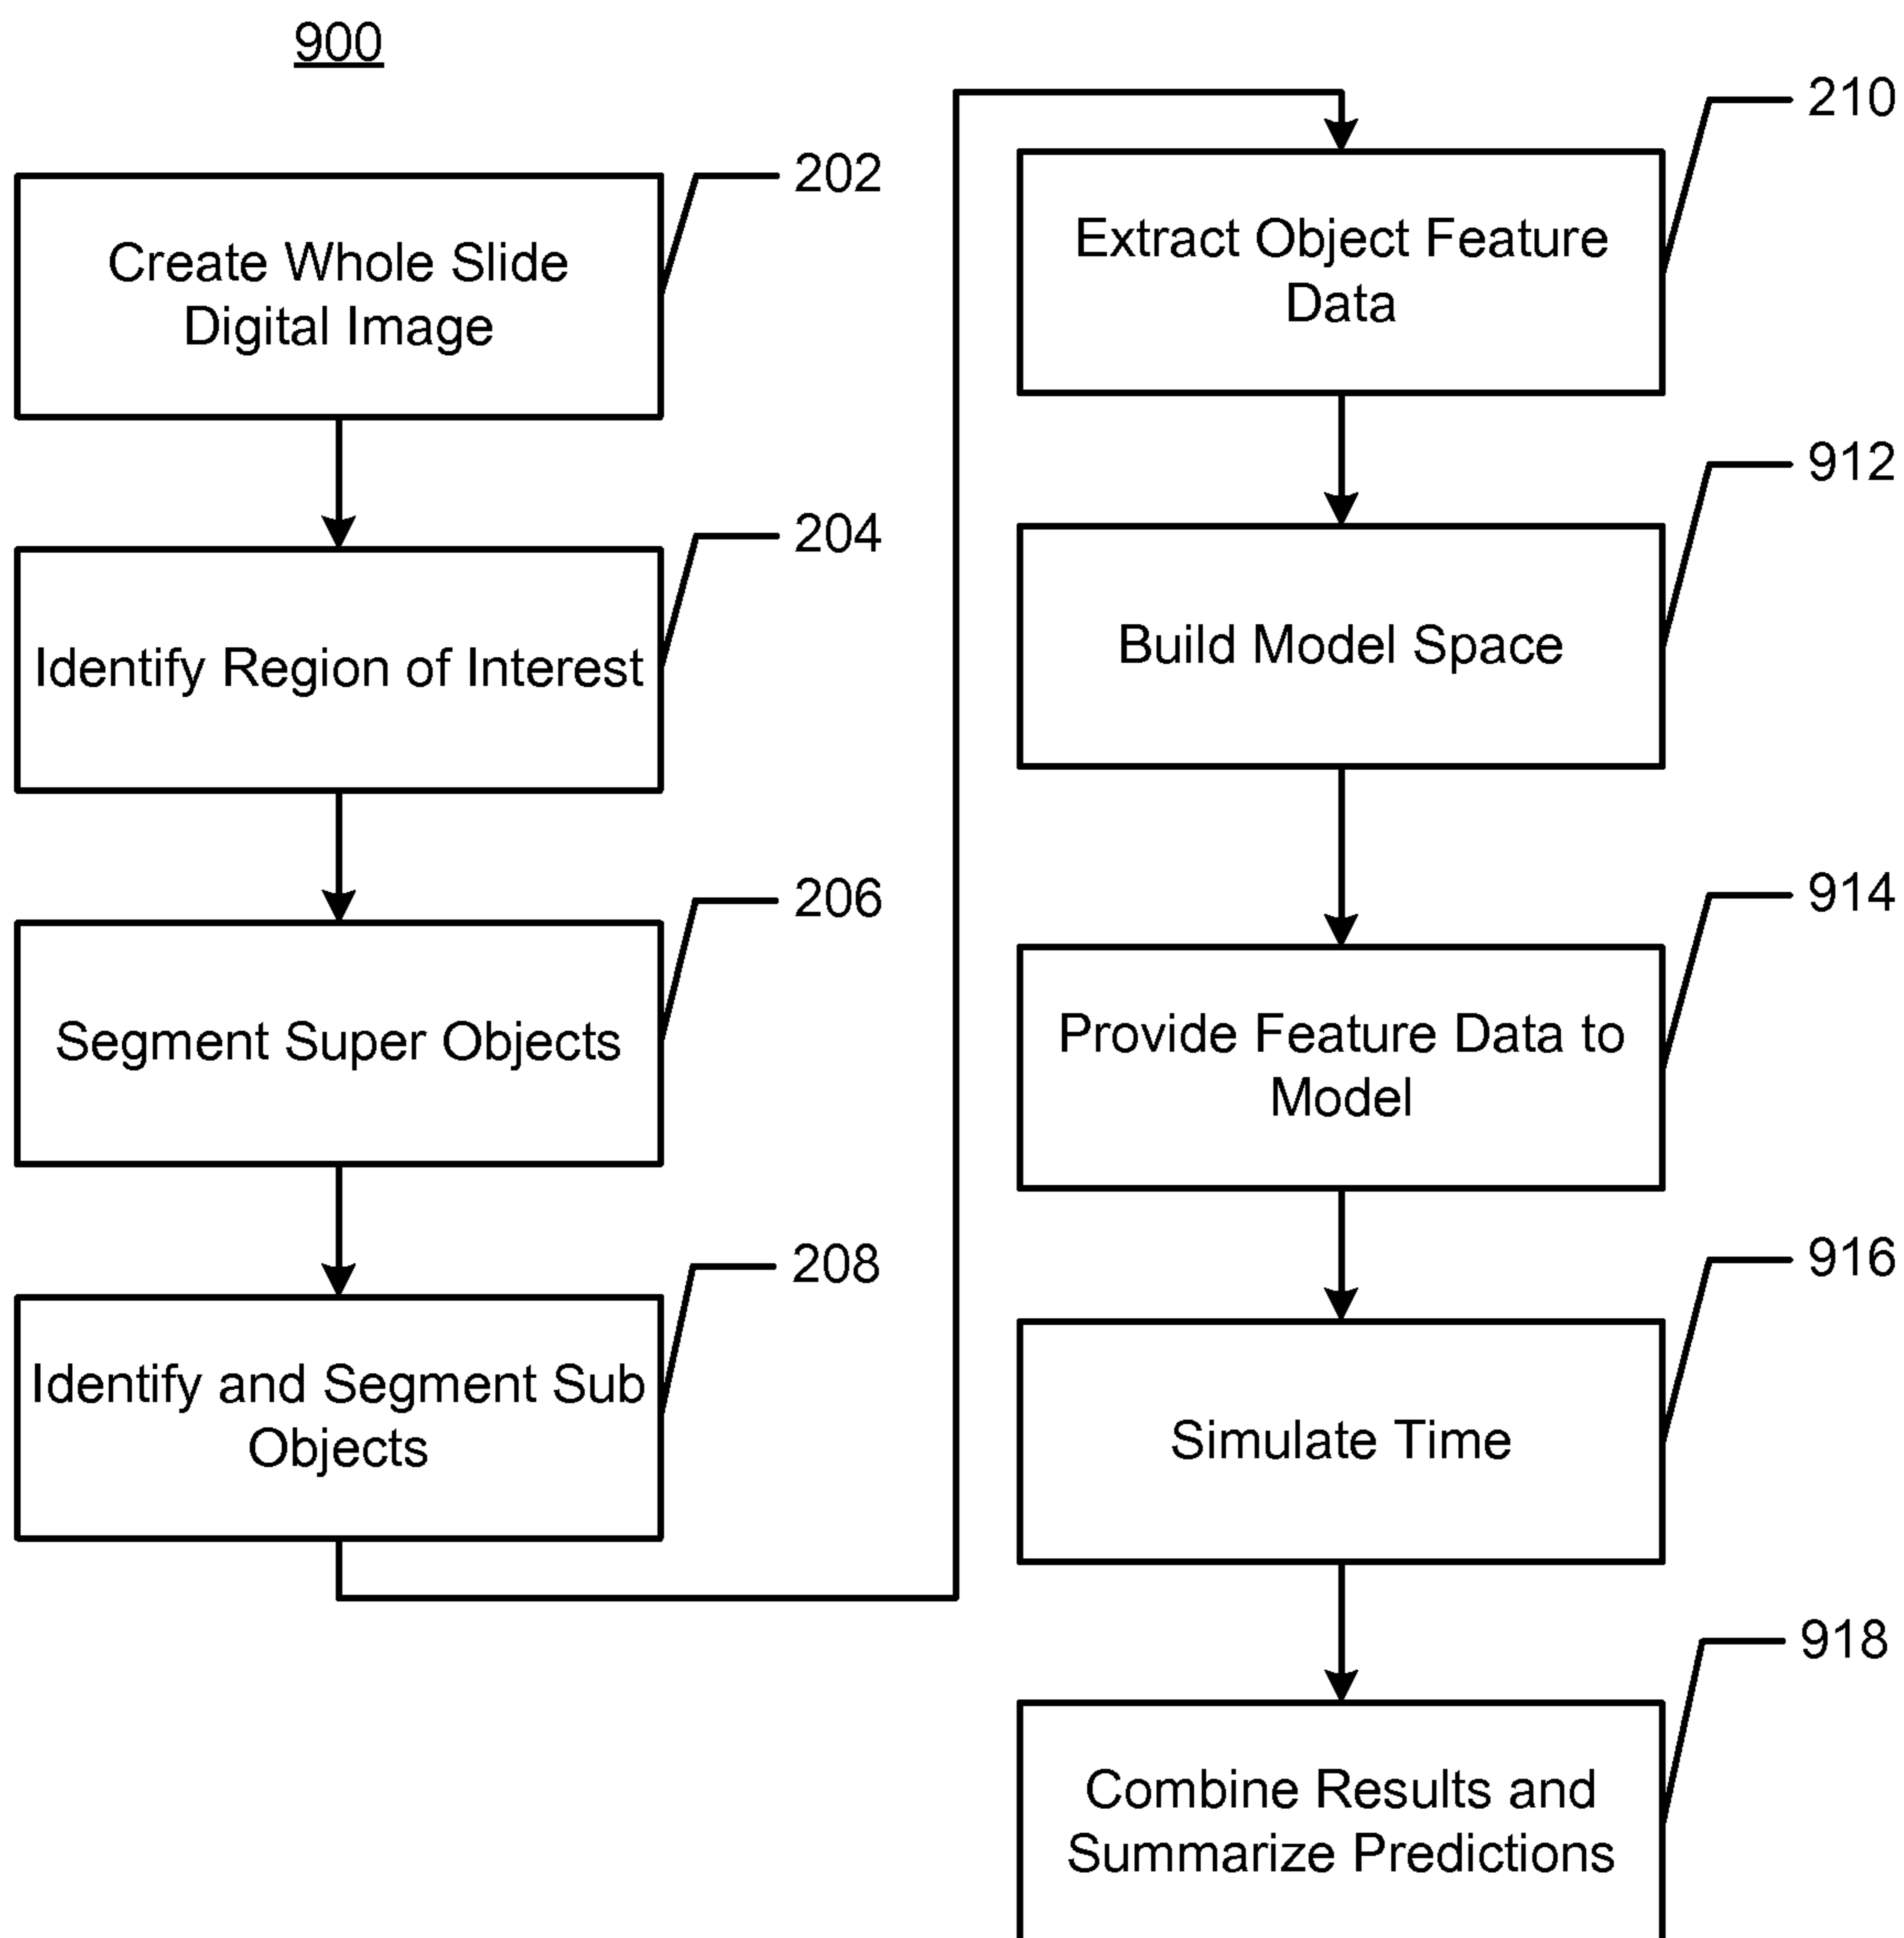 900
202
Create Whole Slide
Digital Image
204
Identify Region of Interest
206
Segment Super Objects
208
Identify and Segment Sub
Objects
210
Extract Object Feature
Data
912
Build Model Space
914
Provide Feature Data to
Model
916
Simulate Time
918
Combine Results and
Summarize Predictions